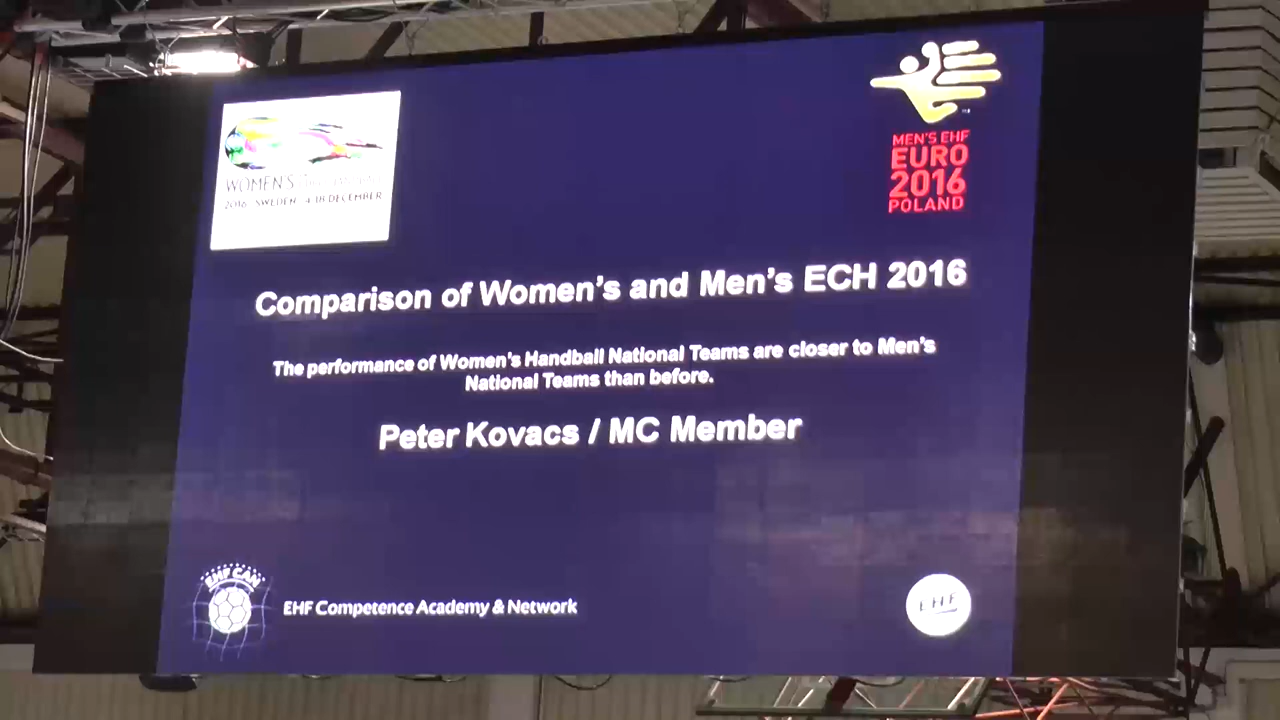 WOMEN'S
2016 SWEDEN 4-18 DECEMBER
MEN'S EHF
EURO
2016
POLAND
Comparison of Women's and Men's ECH 2016
The performance of Women's Handball National Teams are closer to Men's
National Teams than before.
Peter Kovacs / MC Member
EHF CAN
EHF Competence Academy & Network
EHF